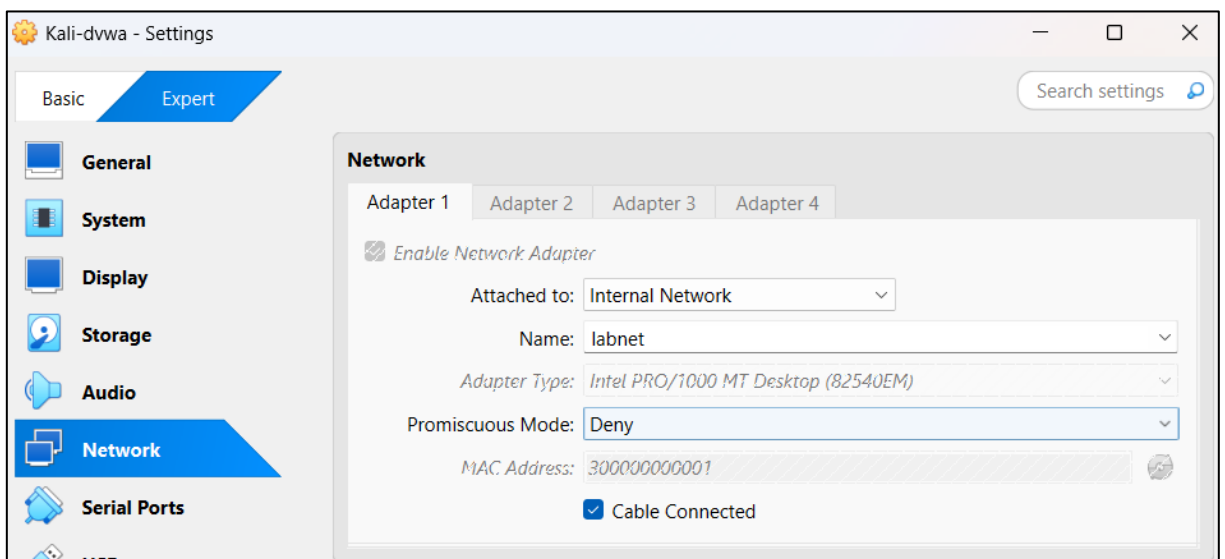 Kali-dvwa - Settings
Basic Expert Search settings
General
System
Display
Storage
Audio
Network
Serial Ports
Network
Adapter 1 Adapter 2 Adapter 3 Adapter 4
Enable Network Adapter
Attached to: Internal Network
Name: labnet
Adapter Type: Intel PRO/1000 MT Desktop (82540EM)
Promiscuous Mode: Deny
MAC Address: 300000000001
Cable Connected